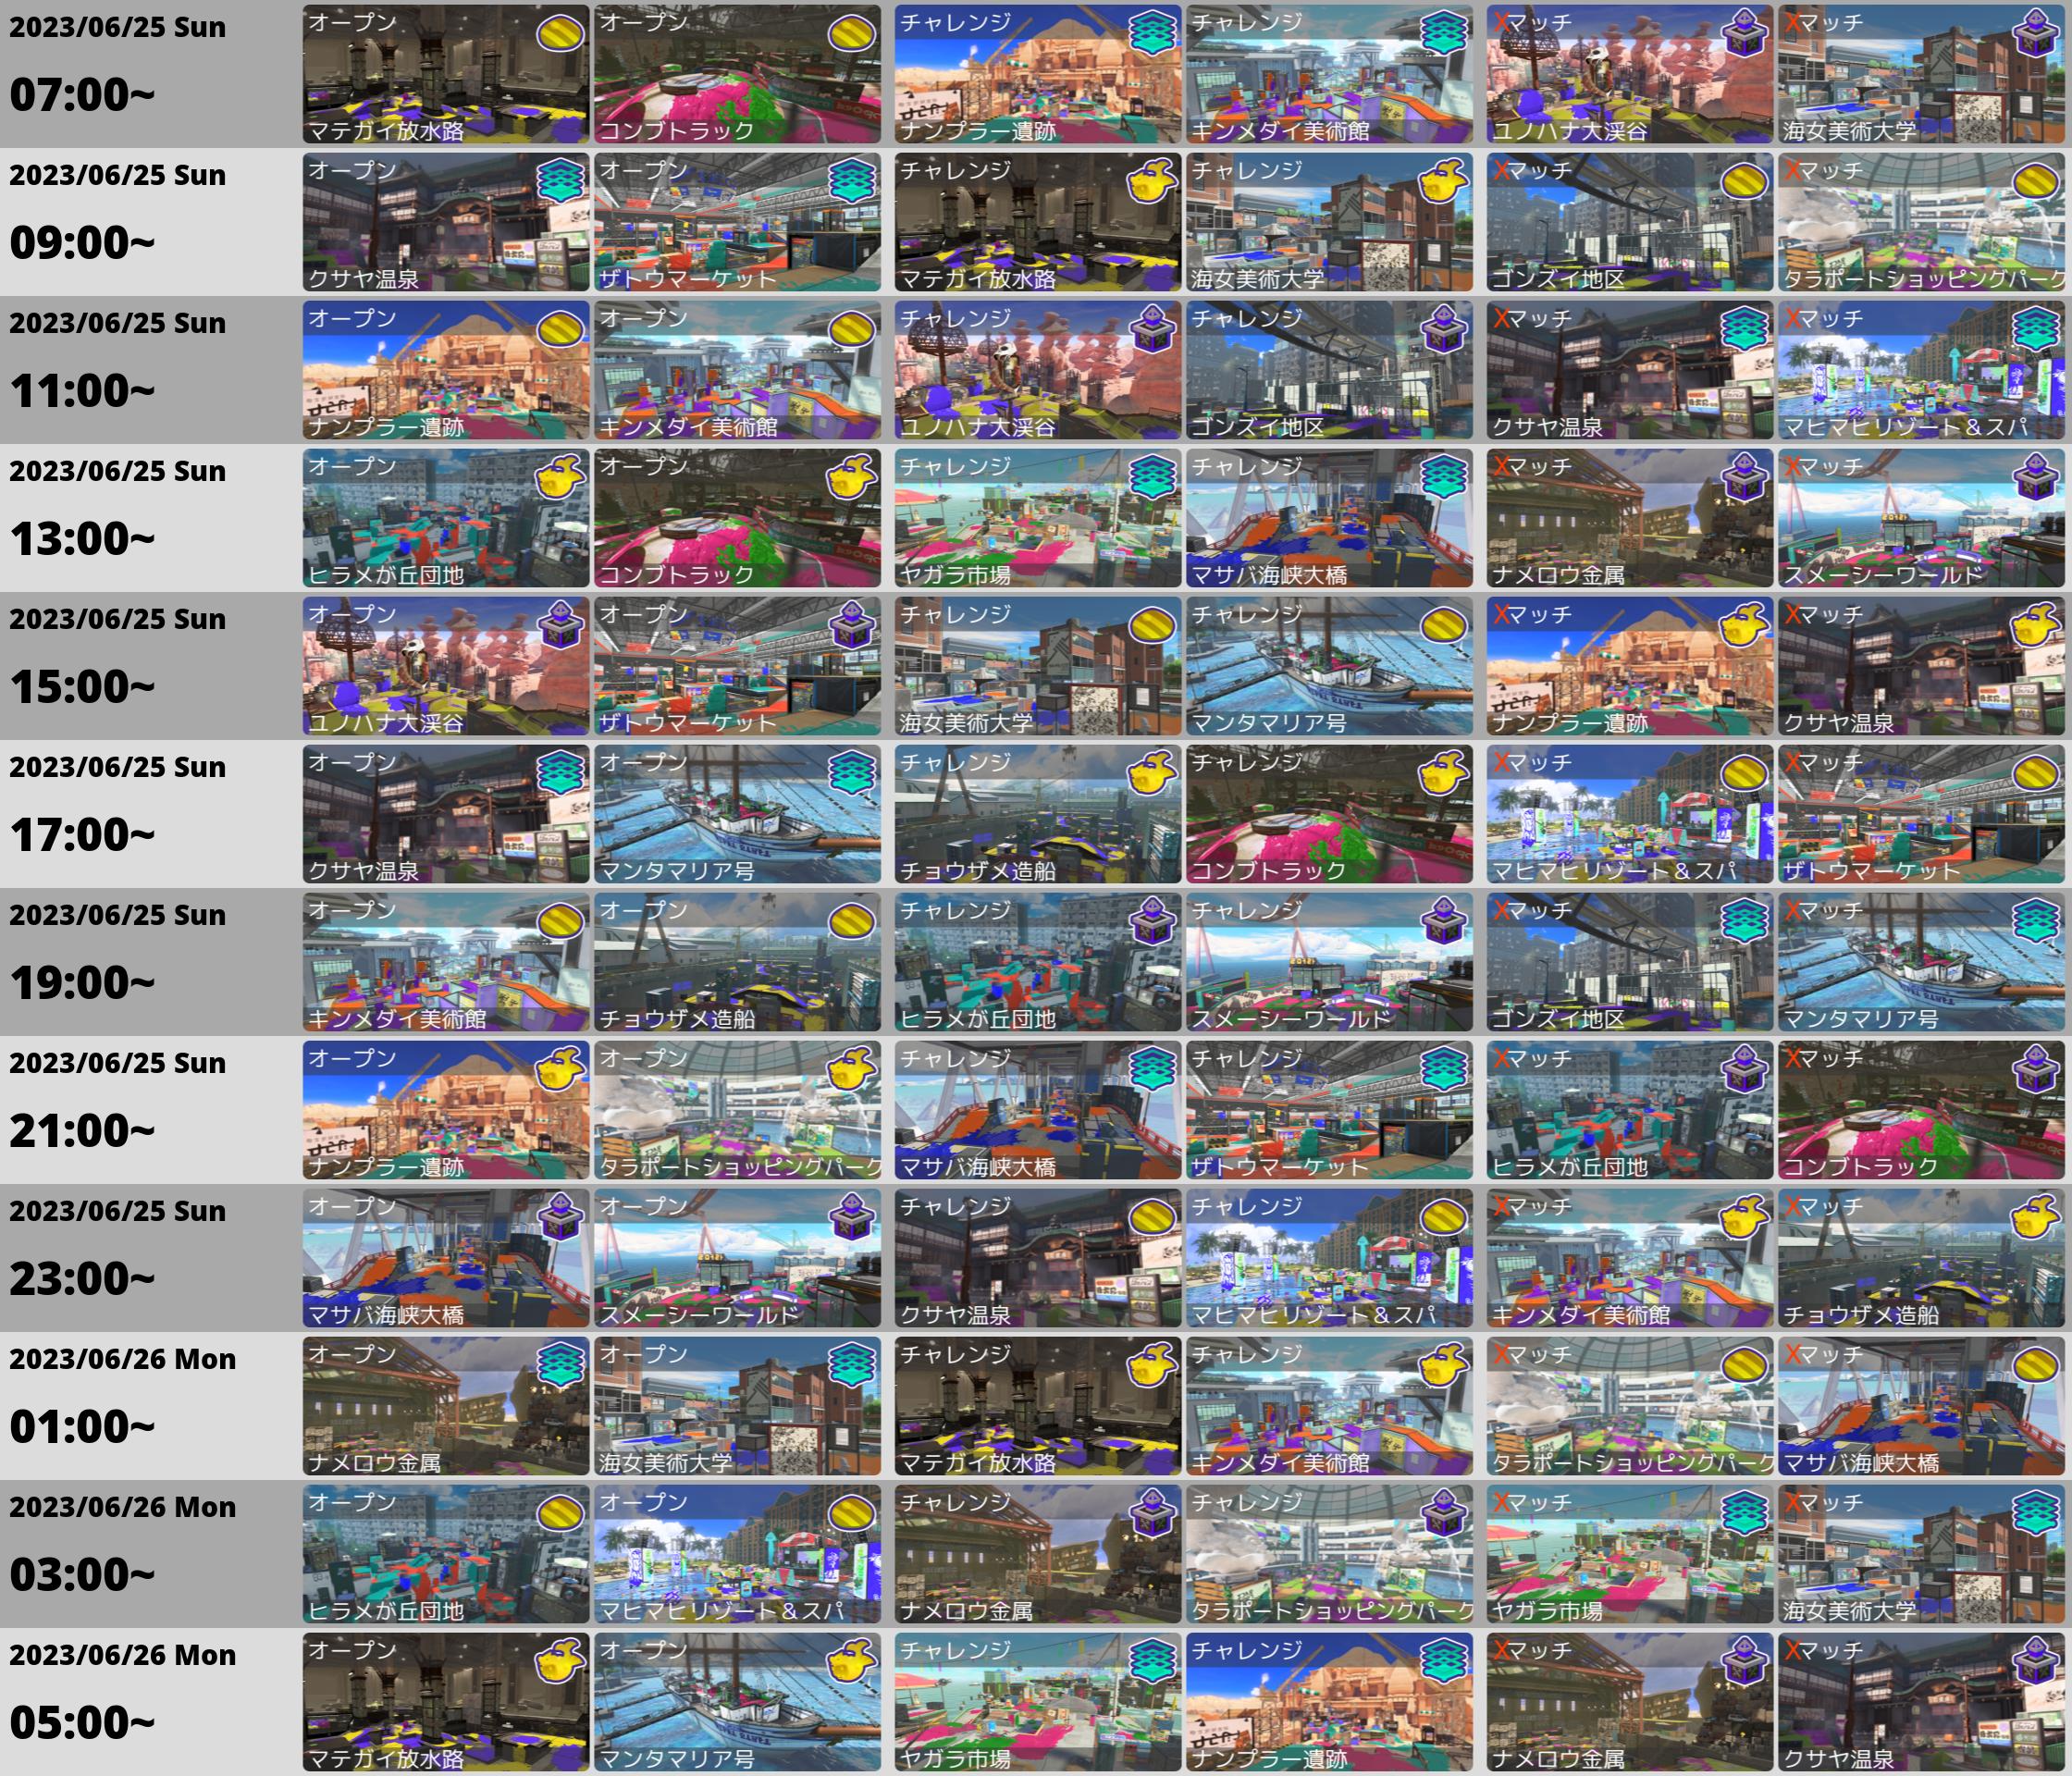 2023/06/25 Sun
07:00~
オープン オープン チャレンジ チャレンジ Xマッチ Xマッチ
マテガイ放水路 コンブトラック ナンプラー遺跡 キンメダイ美術館 ユノハナ大渓谷 海女美術大学
2023/06/25 Sun
09:00~
オープン オープン チャレンジ チャレンジ Xマッチ Xマッチ
クサヤ温泉 ザトウマーケット マテガイ放水路 海女美術大学 ゴンズイ地区 タラポートショッピングパーク
2023/06/25 Sun
11:00~
オープン オープン チャレンジ チャレンジ Xマッチ Xマッチ
ナンプラー遺跡 キンメダイ美術館 ユノハナ大渓谷 ゴンズイ地区 クサヤ温泉 マヒマヒリゾート＆スパ
2023/06/25 Sun
13:00~
オープン オープン チャレンジ チャレンジ Xマッチ Xマッチ
ヒラメが丘団地 コンブトラック ヤガラ市場 マサバ海峡大橋 ナメロウ金属 スメーシーワールド
2023/06/25 Sun
15:00~
オープン オープン チャレンジ チャレンジ Xマッチ Xマッチ
ユノハナ大渓谷 ザトウマーケット 海女美術大学 マンタマリア号 ナンプラー遺跡 クサヤ温泉
2023/06/25 Sun
17:00~
オープン オープン チャレンジ チャレンジ Xマッチ Xマッチ
クサヤ温泉 マンタマリア号 チョウザメ造船 コンブトラック マヒマヒリゾート＆スパ ザトウマーケット
2023/06/25 Sun
19:00~
オープン オープン チャレンジ チャレンジ Xマッチ Xマッチ
キンメダイ美術館 チョウザメ造船 ヒラメが丘団地 スメーシーワールド ゴンズイ地区 マンタマリア号
2023/06/25 Sun
21:00~
オープン オープン チャレンジ チャレンジ Xマッチ Xマッチ
ナンプラー遺跡 タラポートショッピングパーク マサバ海峡大橋 ザトウマーケット ヒラメが丘団地 コンブトラック
2023/06/25 Sun
23:00~
オープン オープン チャレンジ チャレンジ Xマッチ Xマッチ
マサバ海峡大橋 スメーシーワールド クサヤ温泉 マヒマヒリゾート＆スパ キンメダイ美術館 チョウザメ造船
2023/06/26 Mon
01:00~
オープン オープン チャレンジ チャレンジ Xマッチ Xマッチ
ナメロウ金属 海女美術大学 マテガイ放水路 キンメダイ美術館 タラポートショッピングパーク マサバ海峡大橋
2023/06/26 Mon
03:00~
オープン オープン チャレンジ チャレンジ Xマッチ Xマッチ
ヒラメが丘団地 マヒマヒリゾート＆スパ ナメロウ金属 タラポートショッピングパーク ヤガラ市場 海女美術大学
2023/06/26 Mon
05:00~
オープン オープン チャレンジ チャレンジ Xマッチ Xマッチ
マテガイ放水路 マンタマリア号 ヤガラ市場 ナンプラー遺跡 ナメロウ金属 クサヤ温泉